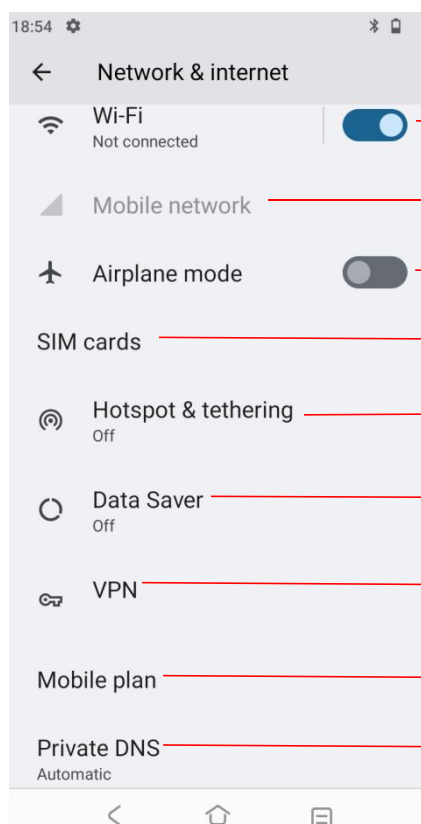 18:54
Network & internet
Wi-Fi
Not connected
Mobile network
Airplane mode
SIM cards
Hotspot & tethering
Off
Data Saver
Off
VPN
Mobile plan
Private DNS
Automatic